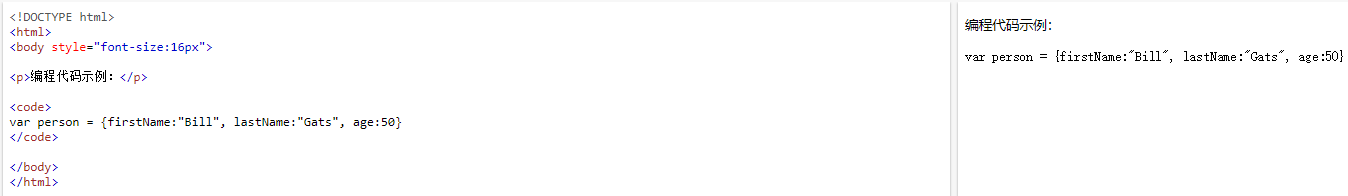 <!DOCTYPE html>
<html>
<body style="font-size:16px">
<p>编程代码示例：</p>
<code>
var person = {firstName:"Bill", lastName:"Gats", age:50}
</code>
</body>
</html>
编程代码示例：
var person = {firstName:"Bill", lastName:"Gats", age:50}